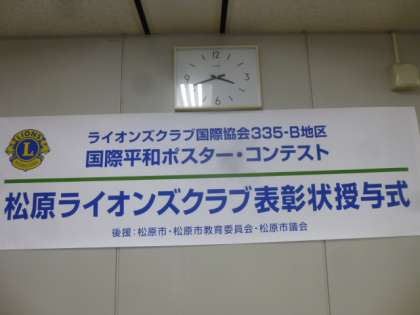 LIONS
L
ライオンズクラブ国際協会335-B地区
国際平和ポスター・コンテスト
松原ライオンズクラブ表彰状授与式
後援:松原市・松原市教育委員会・松原市議会